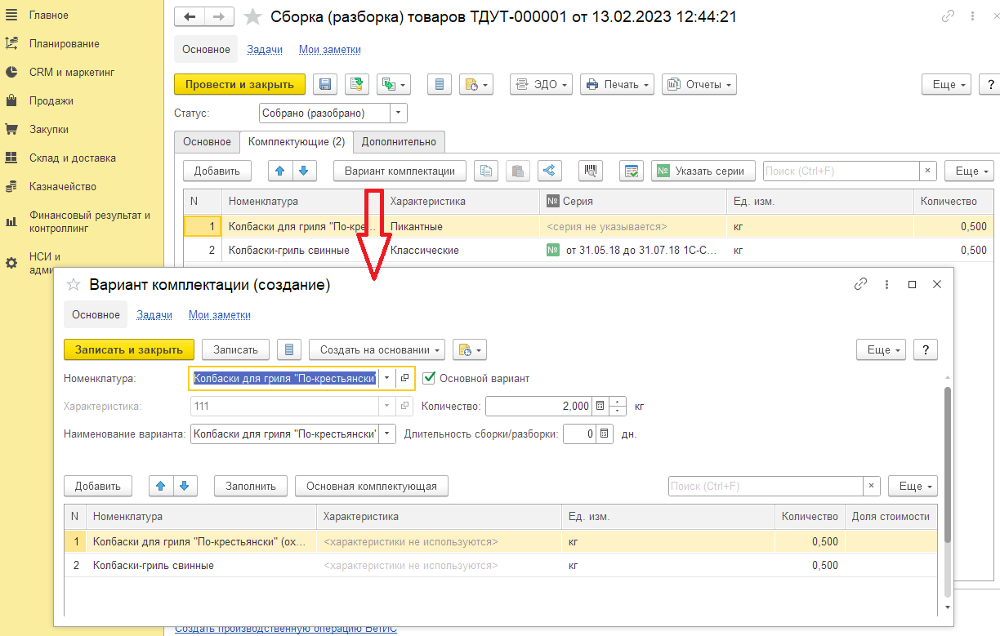 Главное
Планирование
CRM и маркетинг
Продажи
Закупки
Склад и доставка
Казначейство
Финансовый результат и
контроллинг
НСИ и
адми
Сборка (разборка) товаров ТДУТ-000001 от 13.02.2023 12:44:21
Основное Задачи Мои заметки
Провести и закрыть ЭДО Печать Отчеты Еще ?
Статус: Собрано (разобрано)
Основное Комплектующие (2) Дополнительно
Добавить Вариант комплектации № Указать серии Поиск (Ctrl+F) × Еще
N Номенклатура Характеристика № Серия Ед. изм. Количество
1 Колбаски для гриля "По-кре... Пикантные <серия не указывается> кг 0,500
2 Колбаски-гриль свинные Классические № от 31.05.18 до 31.07.18 1С-С... кг 0,500
Вариант комплектации (создание)
Основное Задачи Мои заметки
Записать и закрыть Записать Создать на основании Еще ?
Номенклатура: Колбаски для гриля "По-крестьянски" Основной вариант
Характеристика: 111 Количество: 2,000 кг
Наименование варианта: Колбаски для гриля "По-крестьянски" Длительность сборки/разборки: 0 дн.
Добавить Заполнить Основная комплектующая Поиск (Ctrl+F) × Еще
N Номенклатура Характеристика Ед. изм. Количество Доля стоимости
1 Колбаски для гриля "По-крестьянски" (ох... <характеристики не используются> кг 0,500
2 Колбаски-гриль свинные <характеристики не используются> кг 0,500
Создать производственную операцию ВетИС